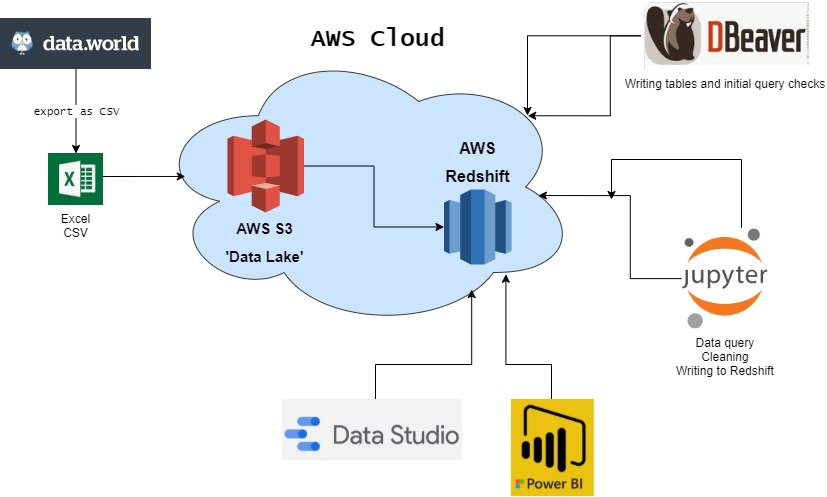 data.world
export as CSV
Excel
CSV
AWS Cloud
AWS S3
'Data Lake'
AWS
Redshift
DBeaver
Writing tables and initial query checks
jupyter
Data query
Cleaning
Writing to Redshift
Data Studio
Power BI